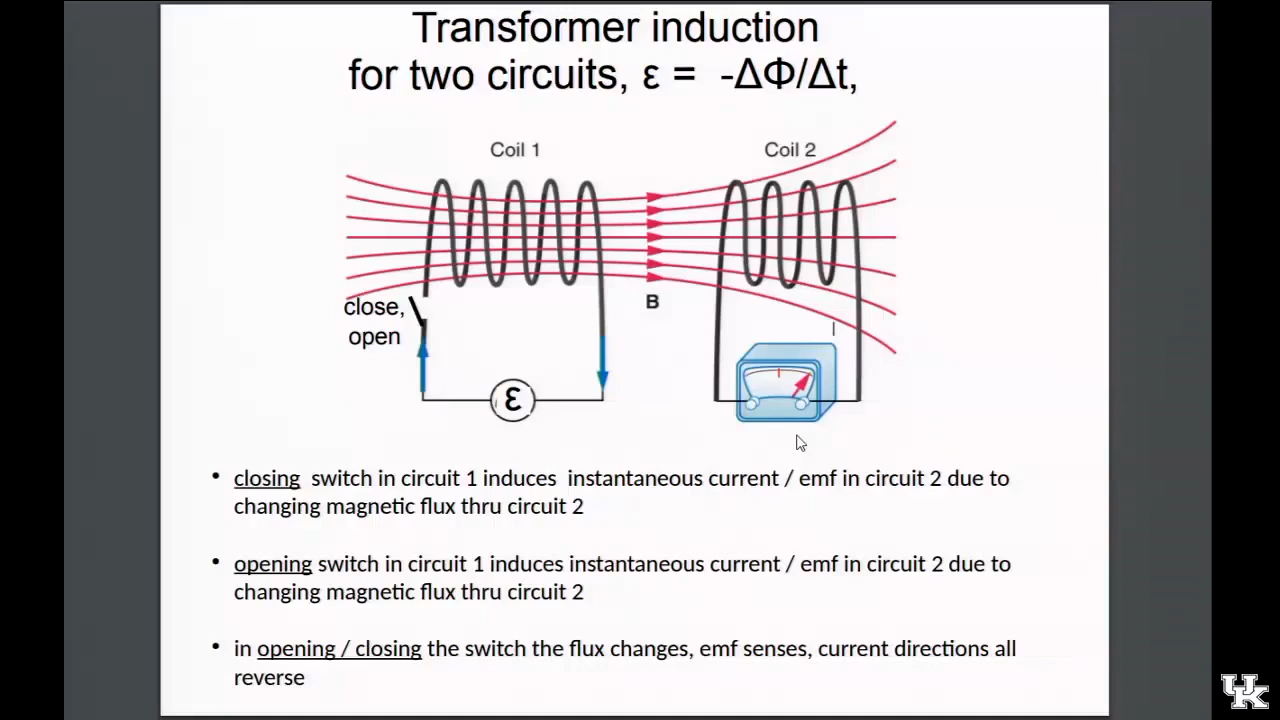 Transformer induction
for two circuits, ε = -ΔΦ/Δt,
Coil 1
Coil 2
close,
open
B
I
ε
• closing switch in circuit 1 induces instantaneous current / emf in circuit 2 due to
changing magnetic flux thru circuit 2
• opening switch in circuit 1 induces instantaneous current / emf in circuit 2 due to
changing magnetic flux thru circuit 2
• in opening / closing the switch the flux changes, emf senses, current directions all
reverse
UK